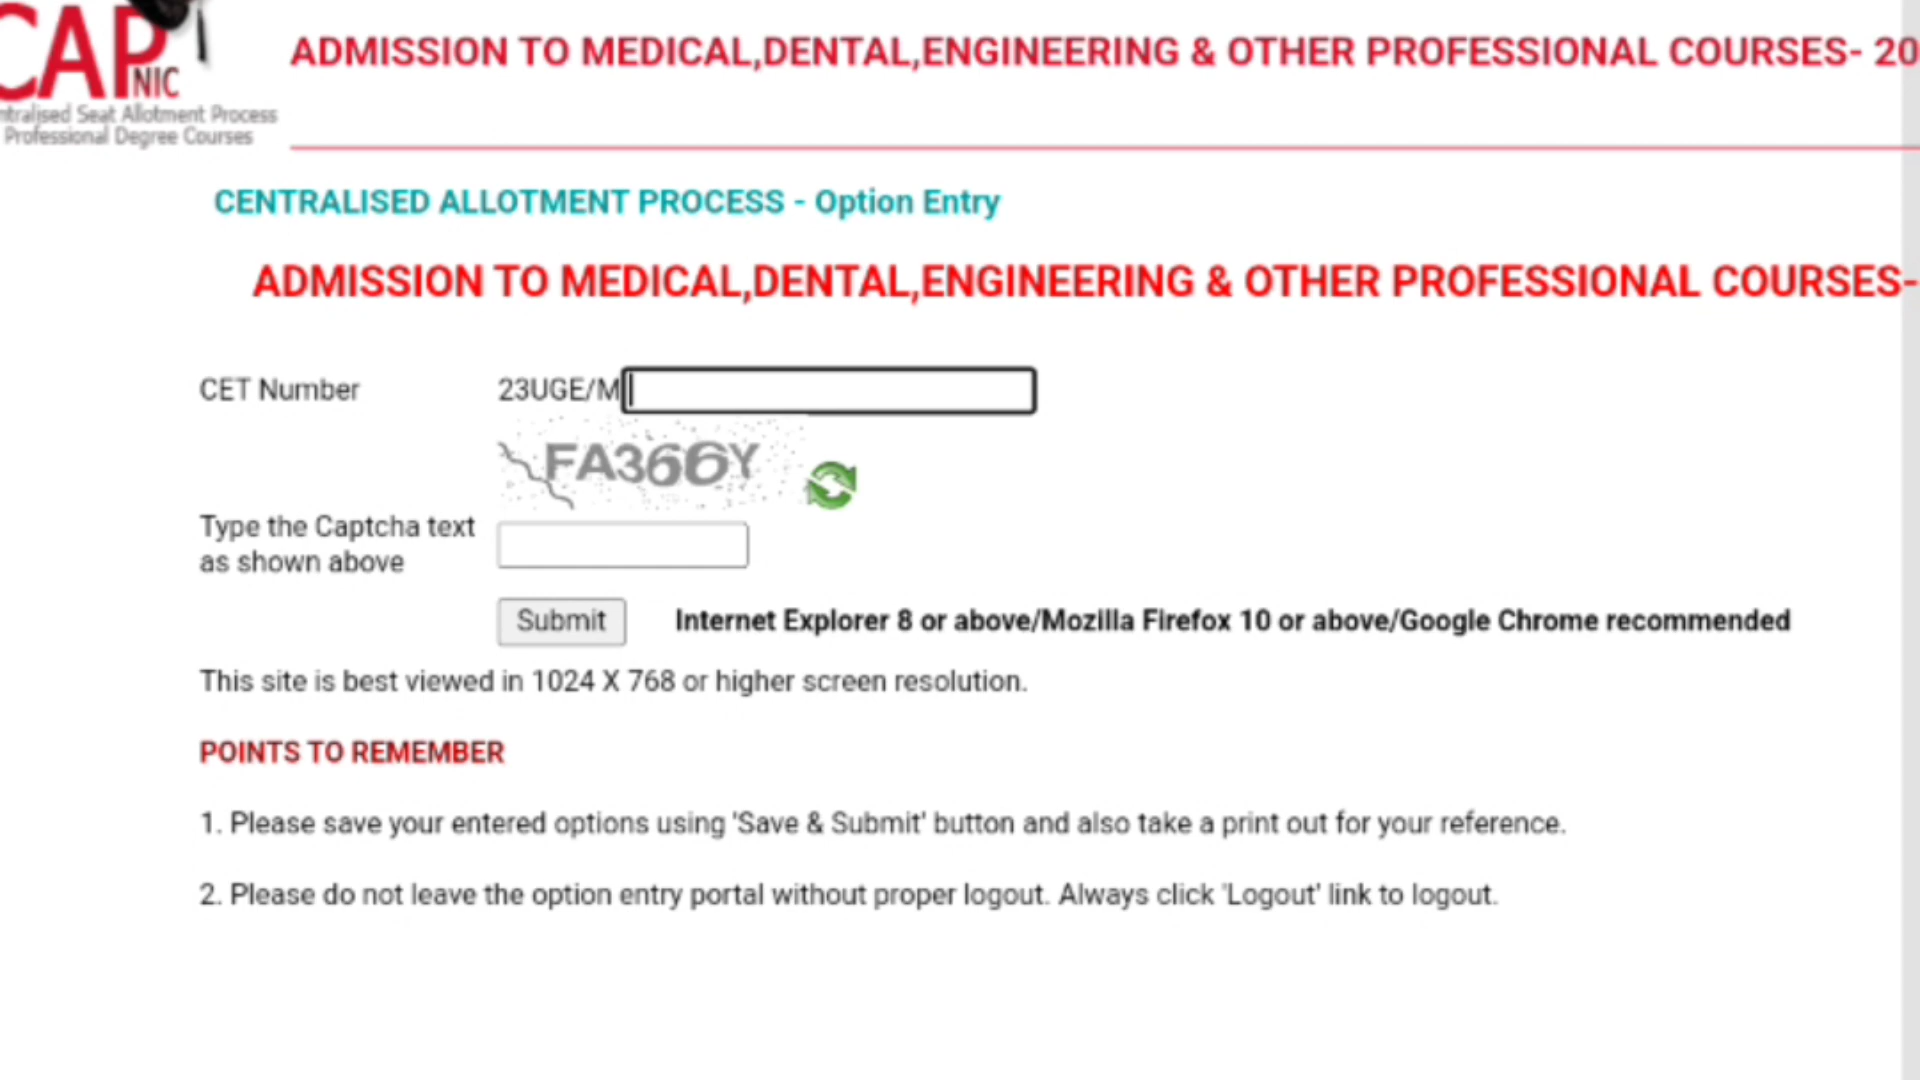 CAP
NIC
ntralised Seat Allotment Process
Professional Degree Courses
ADMISSION TO MEDICAL,DENTAL,ENGINEERING & OTHER PROFESSIONAL COURSES- 20
CENTRALISED ALLOTMENT PROCESS - Option Entry
ADMISSION TO MEDICAL,DENTAL,ENGINEERING & OTHER PROFESSIONAL COURSES-
CET Number 23UGE/M
FA366Y
Type the Captcha text
as shown above
Submit Internet Explorer 8 or above/Mozilla Firefox 10 or above/Google Chrome recommended
This site is best viewed in 1024 X 768 or higher screen resolution.
POINTS TO REMEMBER
1. Please save your entered options using 'Save & Submit' button and also take a print out for your reference.
2. Please do not leave the option entry portal without proper logout. Always click 'Logout' link to logout.